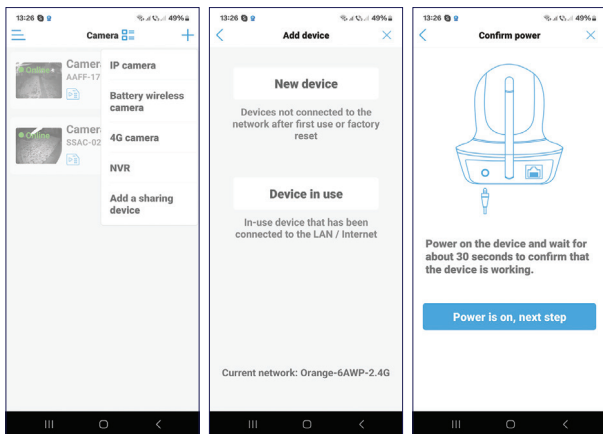 13:26
49%
Camera
Online
Camer
AAFF-17
Online
Camer
SSAC-02
IP camera
Battery wireless
camera
4G camera
NVR
Add a sharing
device
13:26
49%
Add device
New device
Devices not connected to the
network after first use or factory
reset
Device in use
In-use device that has been
connected to the LAN / Internet
Current network: Orange-6AWP-2.4G
13:26
49%
Confirm power
Power on the device and wait for
about 30 seconds to confirm that
the device is working.
Power is on, next step